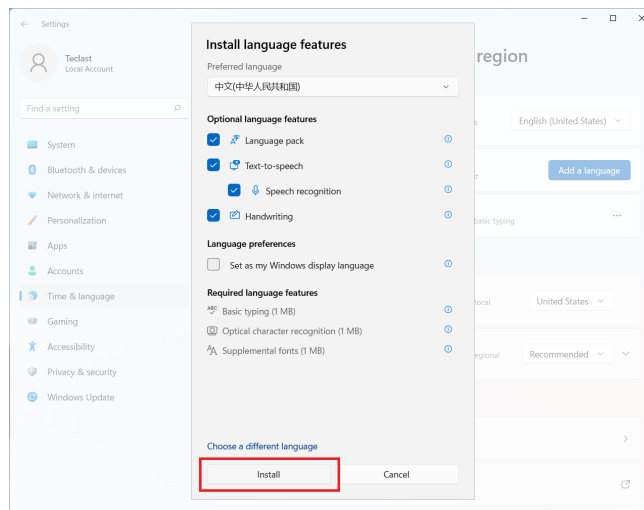 Settings
Teclast
Local Account
Find a setting
System
Bluetooth & devices
Network & internet
Personalization
Apps
Accounts
Time & language
Gaming
Accessibility
Privacy & security
Windows Update
Install language features
Preferred language
中文(中华人民共和国)
Optional language features
Language pack
Text-to-speech
Speech recognition
Handwriting
Language preferences
Set as my Windows display language
Required language features
ABC Basic typing (1 MB)
Optical character recognition (1 MB)
Supplemental fonts (1 MB)
Choose a different language
Install
Cancel
region
English (United States)
Add a language
basic typing
local
United States
regional
Recommended